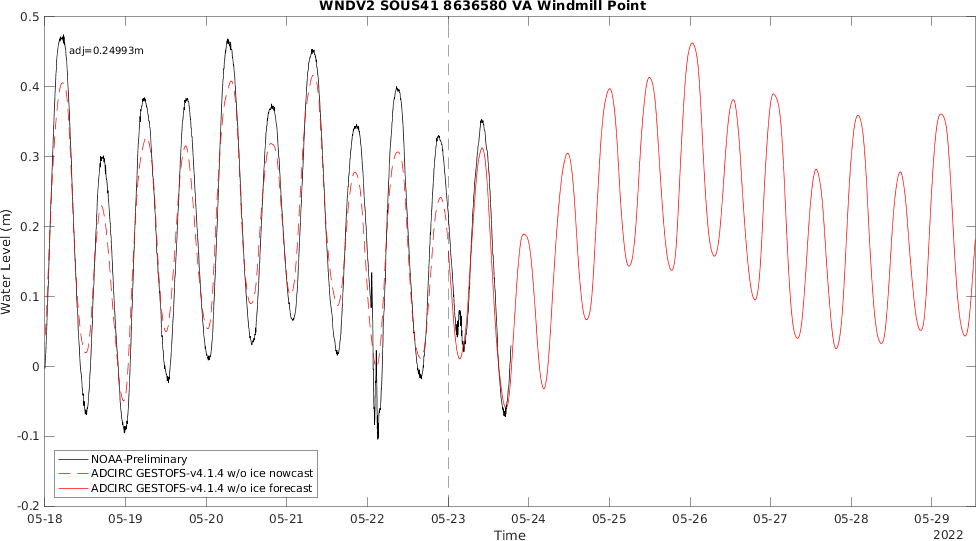 WNDV2 SOUS41 8636580 VA Windmill Point
adj=0.24993m
0.5
0.4
0.3
0.2
0.1
0
-0.1
-0.2
Water Level (m)
NOAA-Preliminary
ADCIRC GESTOFS-v4.1.4 w/o ice nowcast
ADCIRC GESTOFS-v4.1.4 w/o ice forecast
05-18 05-19 05-20 05-21 05-22 05-23 05-24 05-25 05-26 05-27 05-28 05-29
Time
2022